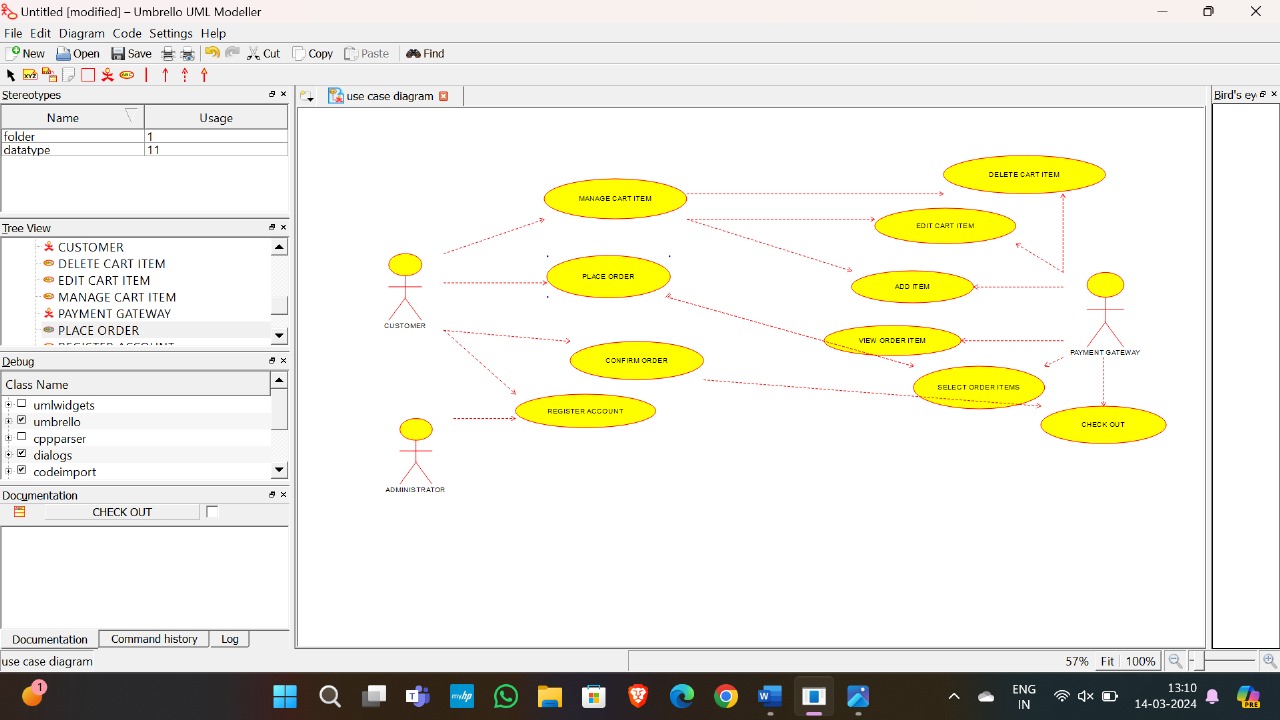 Untitled [modified] – Umbrello UML Modeller
File Edit Diagram Code Settings Help
New Open Save Cut Copy Paste Find
Stereotypes
Name Usage
folder 1
datatype 11
Tree View
CUSTOMER
DELETE CART ITEM
EDIT CART ITEM
MANAGE CART ITEM
PAYMENT GATEWAY
PLACE ORDER
REGISTER ACCOUNT
Debug
Class Name
umlwidgets
umbrello
cppparser
dialogs
codeimport
Documentation
CHECK OUT
Documentation Command history Log
use case diagram
use case diagram
Bird's ey
DELETE CART ITEM
MANAGE CART ITEM
EDIT CART ITEM
PLACE ORDER
ADD ITEM
CUSTOMER
VIEW ORDER ITEM
PAYMENT GATEWAY
CONFIRM ORDER
SELECT ORDER ITEMS
REGISTER ACCOUNT
CHECK OUT
ADMINISTRATOR
57% Fit 100%
1
myhp
ENG
IN
13:10
14-03-2024
PRE